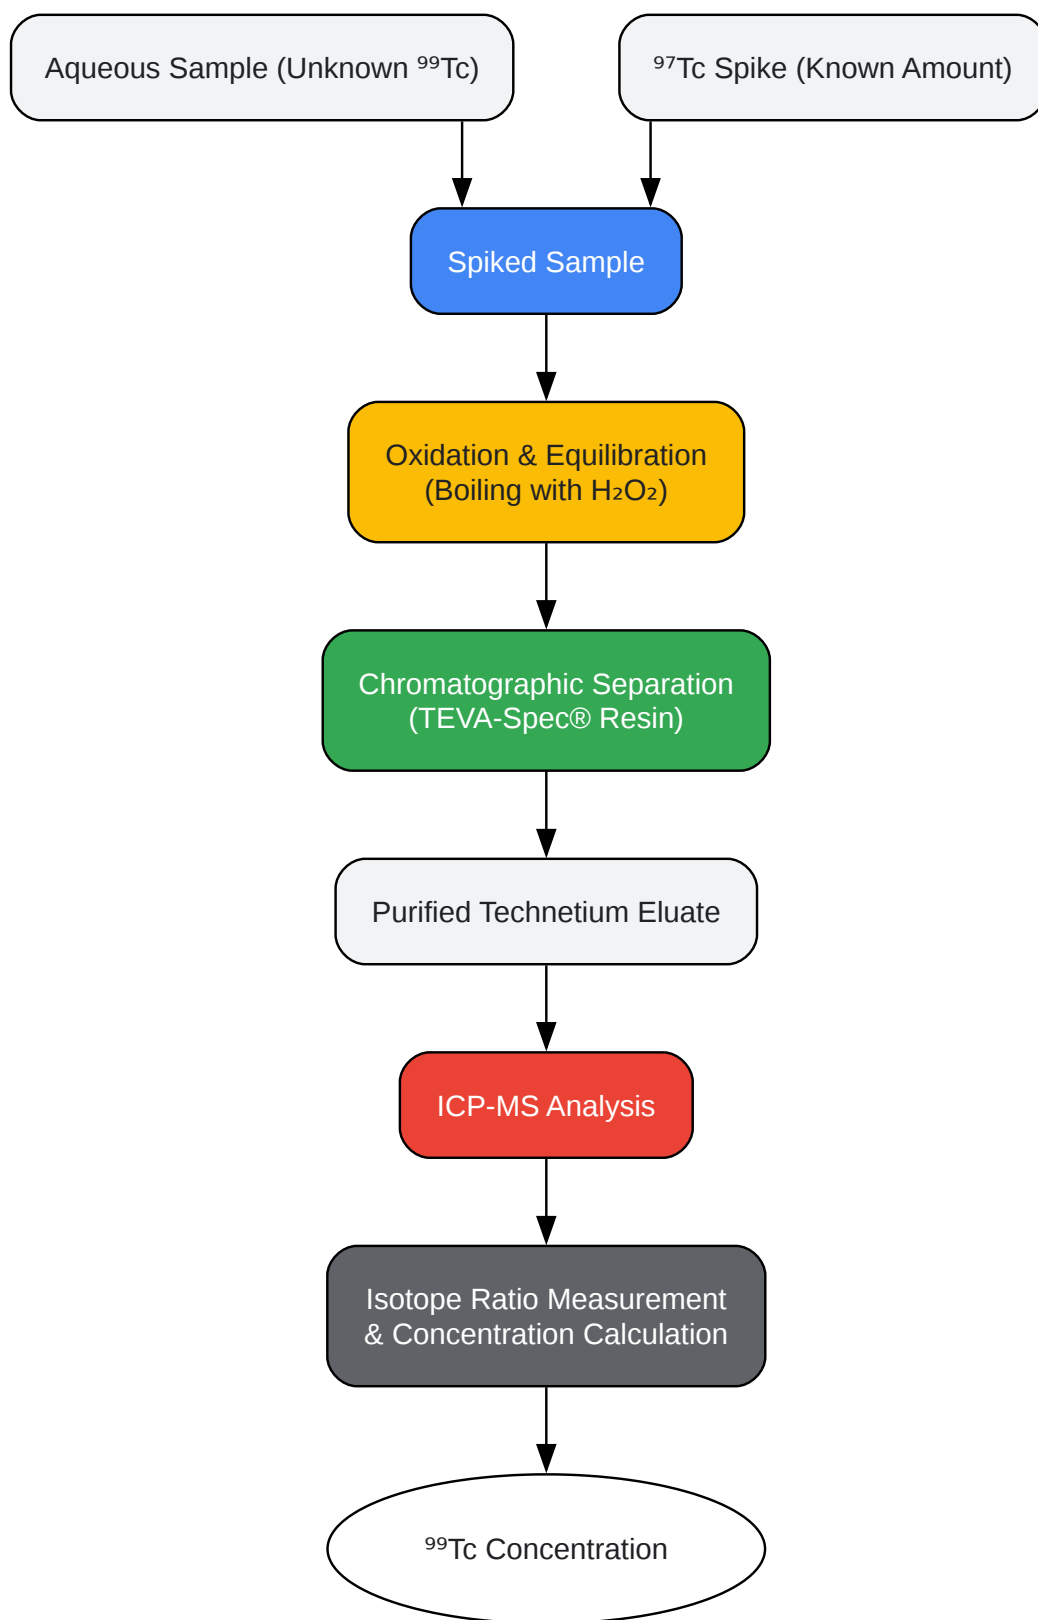 Aqueous Sample (Unknown ⁹⁹Tc)
⁹⁷Tc Spike (Known Amount)
Spiked Sample
Oxidation & Equilibration
(Boiling with H₂O₂)
Chromatographic Separation
(TEVA-Spec® Resin)
Purified Technetium Eluate
ICP-MS Analysis
Isotope Ratio Measurement
& Concentration Calculation
⁹⁹Tc Concentration